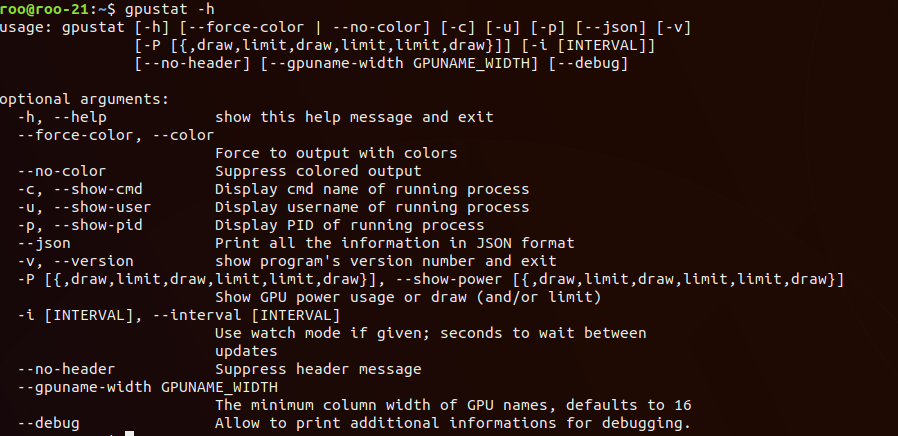 roo@roo-21:~$ gpustat -h
usage: gpustat [-h] [--force-color | --no-color] [-c] [-u] [-p] [--json] [-v]
[-P [{,draw,limit,draw,limit,limit,draw}]] [-i [INTERVAL]]
[--no-header] [--gpuname-width GPUNAME_WIDTH] [--debug]
optional arguments:
-h, --help show this help message and exit
--force-color, --color
Force to output with colors
--no-color Suppress colored output
-c, --show-cmd Display cmd name of running process
-u, --show-user Display username of running process
-p, --show-pid Display PID of running process
--json Print all the information in JSON format
-v, --version show program's version number and exit
-P [{,draw,limit,draw,limit,limit,draw}], --show-power [{,draw,limit,draw,limit,limit,draw}]
Show GPU power usage or draw (and/or limit)
-i [INTERVAL], --interval [INTERVAL]
Use watch mode if given; seconds to wait between
updates
--no-header Suppress header message
--gpuname-width GPUNAME_WIDTH
The minimum column width of GPU names, defaults to 16
--debug Allow to print additional informations for debugging.